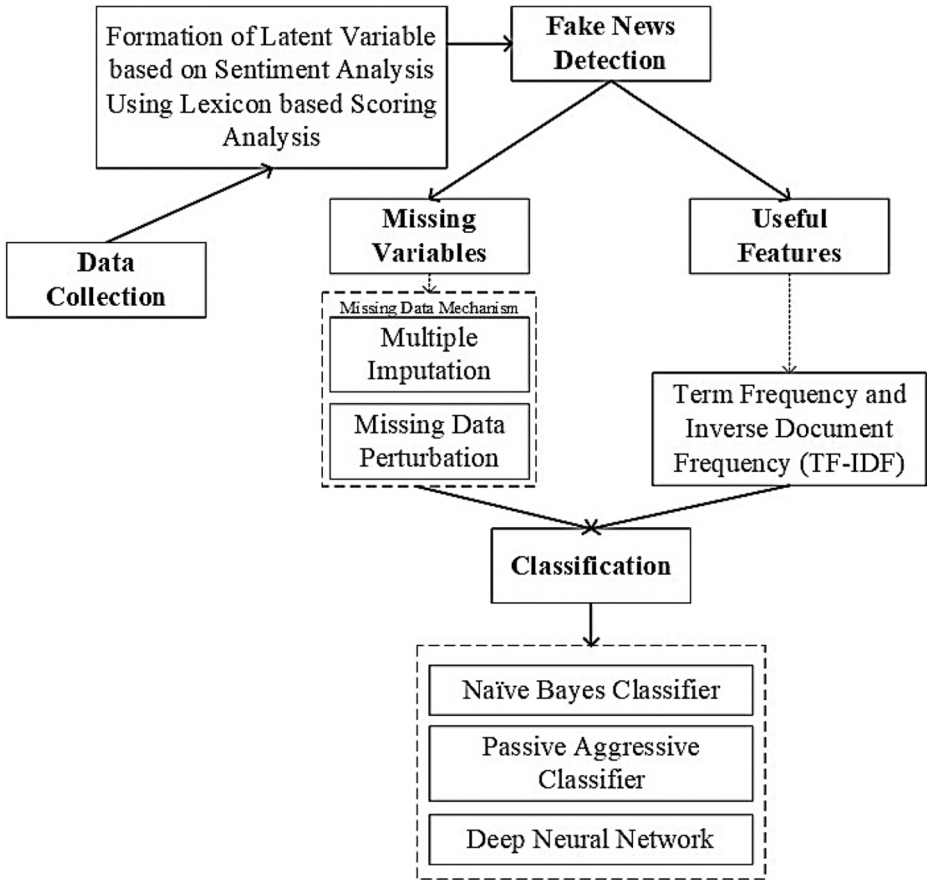 Formation of Latent Variable
based on Sentiment Analysis
Using Lexicon based Scoring
Analysis
Fake News
Detection
Data
Collection
Missing
Variables
Useful
Features
Missing Data Mechanism
Multiple
Imputation
Missing Data
Perturbation
Term Frequency and
Inverse Document
Frequency (TF-IDF)
Classification
Naïve Bayes Classifier
Passive Aggressive
Classifier
Deep Neural Network